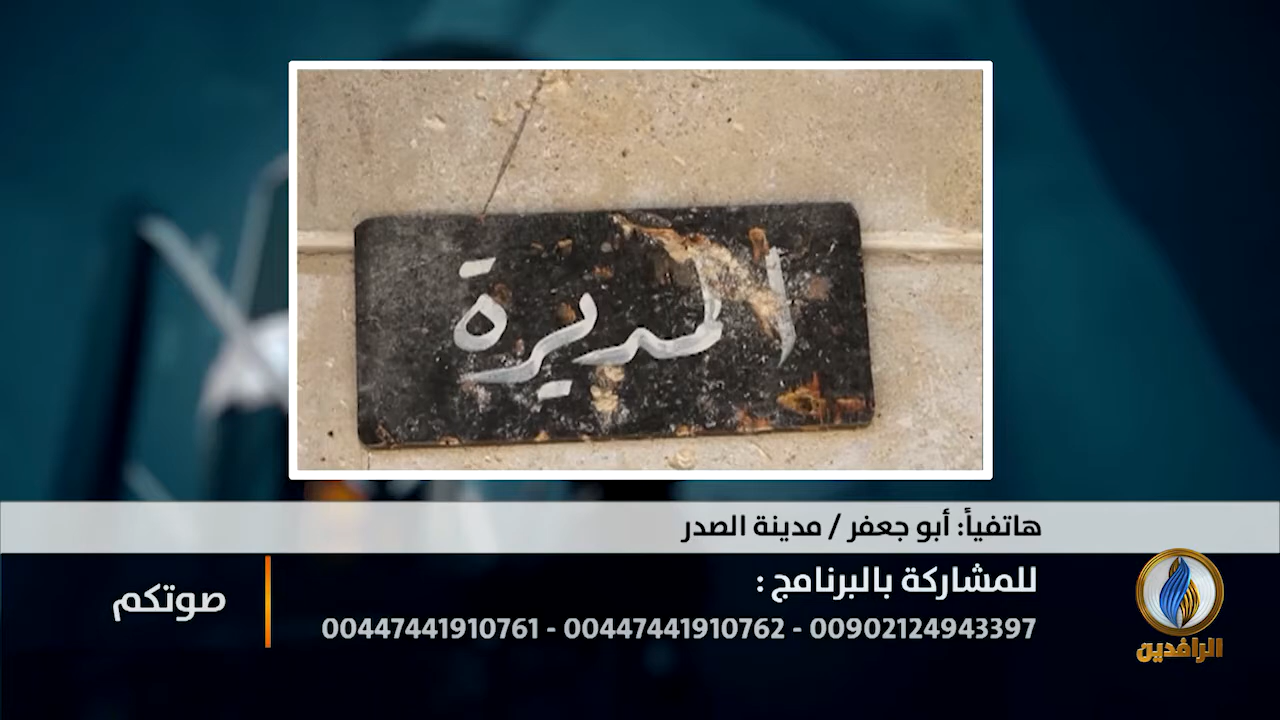 المديرة
هاتفياً: أبو جعفر / مدينة الصدر
للمشاركة بالبرنامج :
00447441910761 - 00447441910762 - 00902124943397
صوتكم
الرافدين